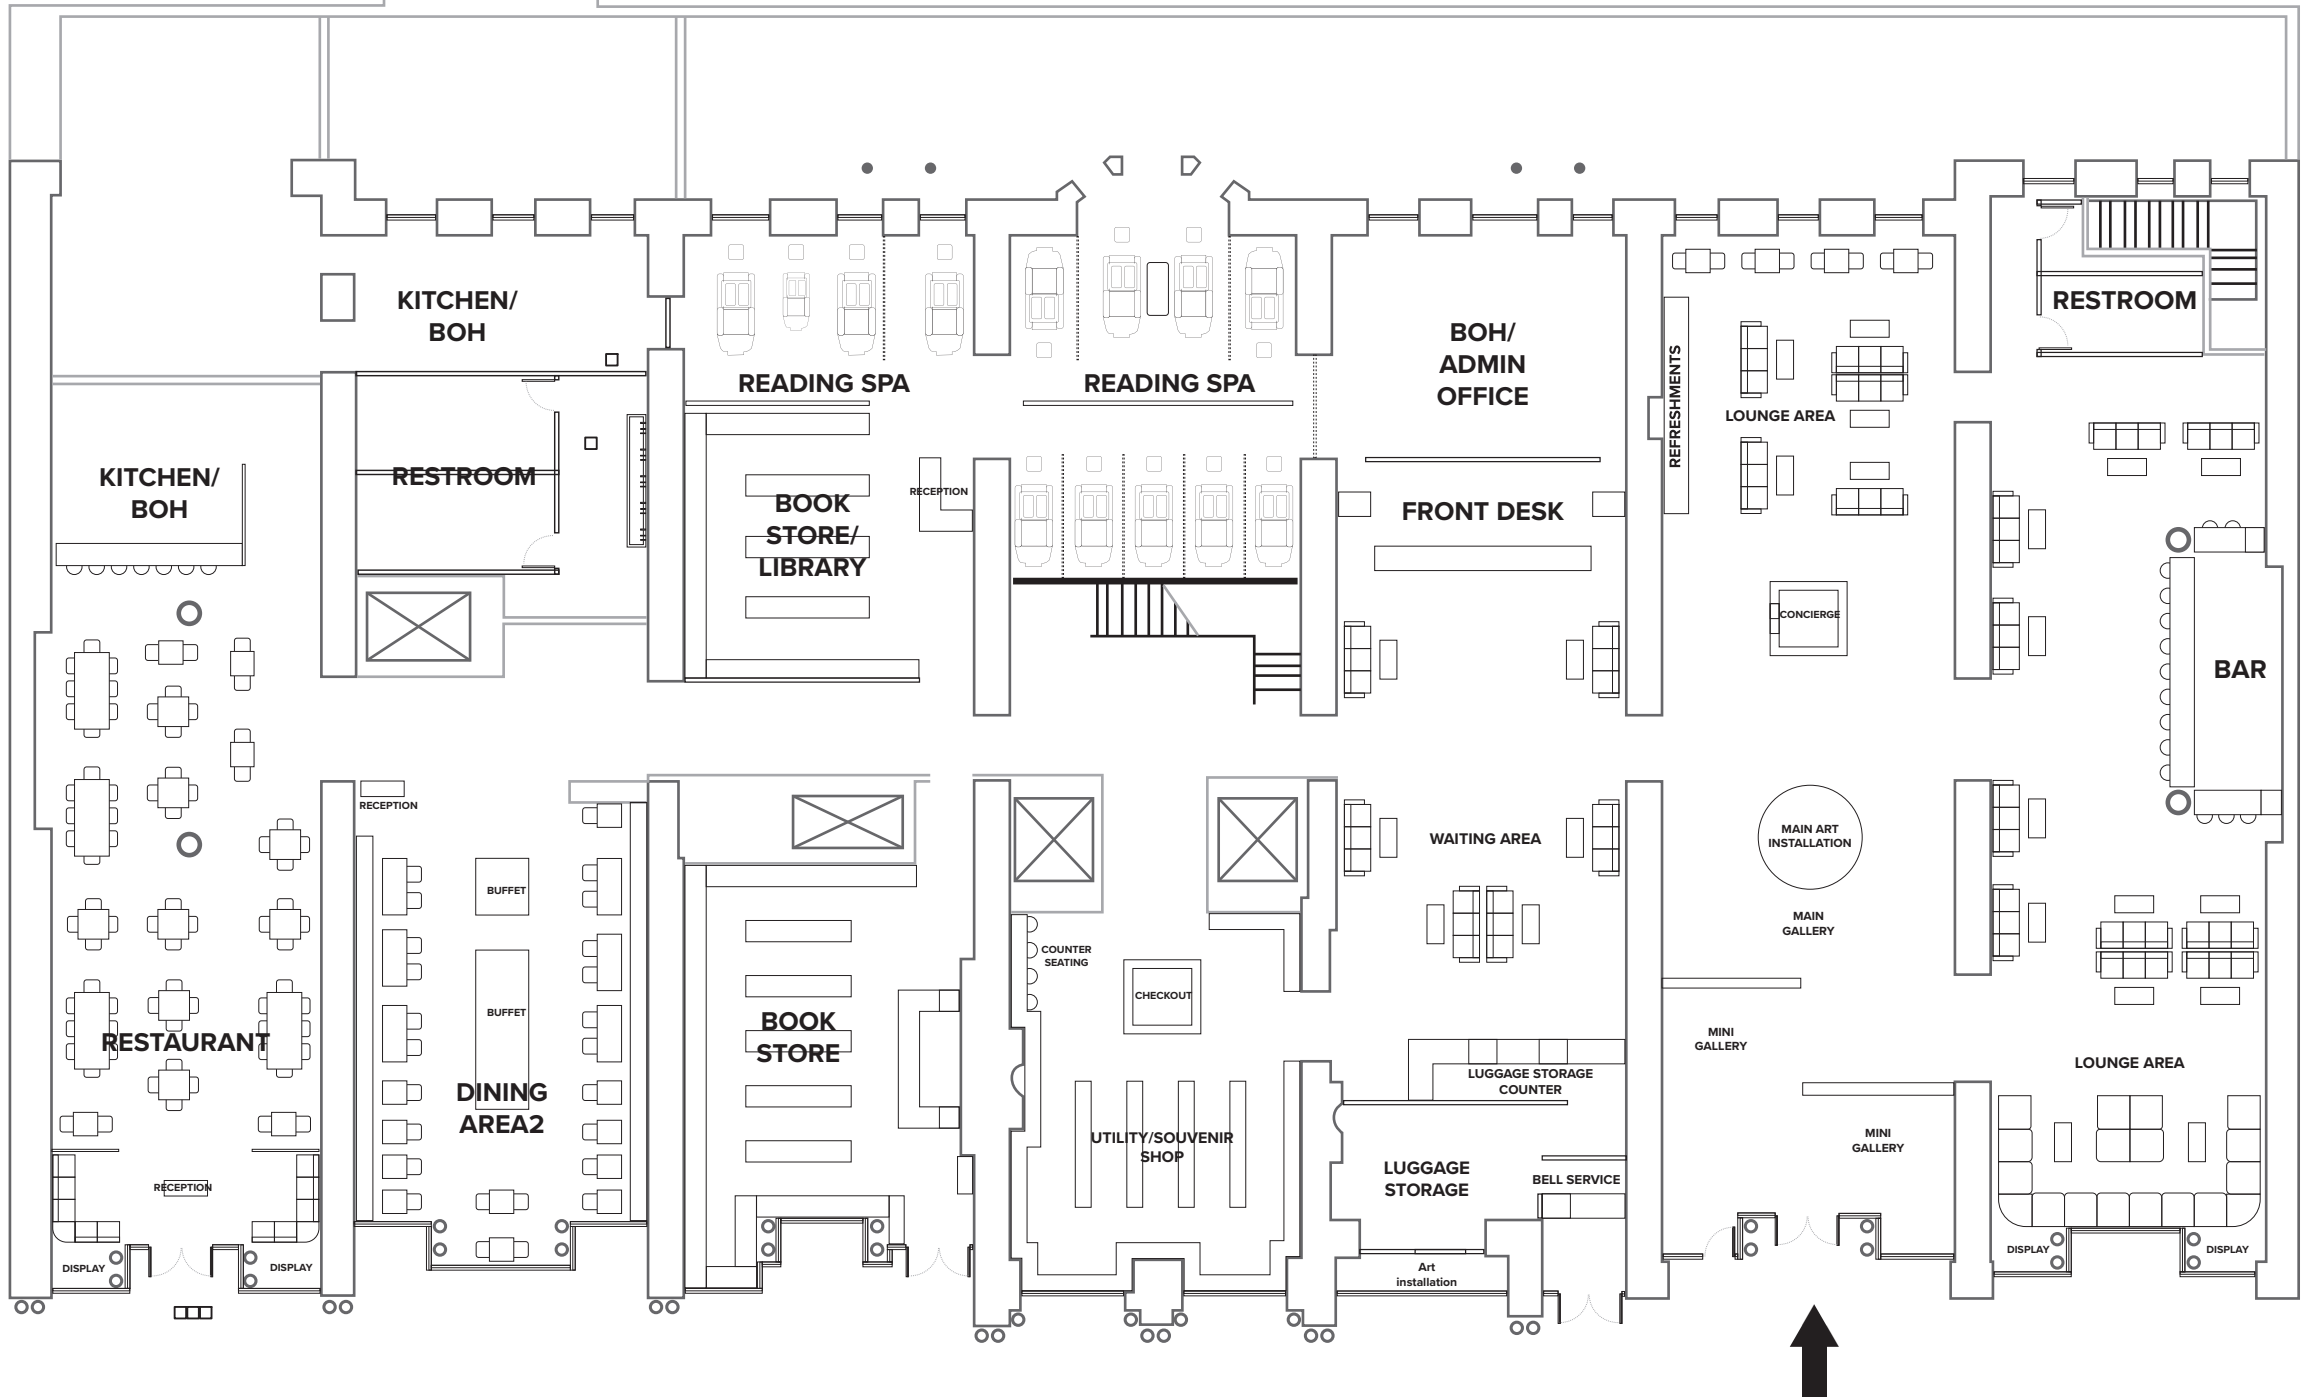 KITCHEN/
BOH
KITCHEN/
BOH
RESTROOM
READING SPA
READING SPA
BOOK
STORE/
LIBRARY
RECEPTION
BOH/
ADMIN
OFFICE
FRONT DESK
REFRESHMENTS
LOUNGE AREA
CONCIERGE
RESTROOM
BAR
RECEPTION
BUFFET
BUFFET
DINING
AREA2
RESTAURANT
RECEPTION
DISPLAY
DISPLAY
BOOK
STORE
COUNTER
SEATING
CHECKOUT
UTILITY/SOUVENIR
SHOP
WAITING AREA
LUGGAGE STORAGE
COUNTER
LUGGAGE
STORAGE
BELL SERVICE
Art
installation
MAIN ART
INSTALLATION
MAIN
GALLERY
MINI
GALLERY
MINI
GALLERY
LOUNGE AREA
DISPLAY
DISPLAY